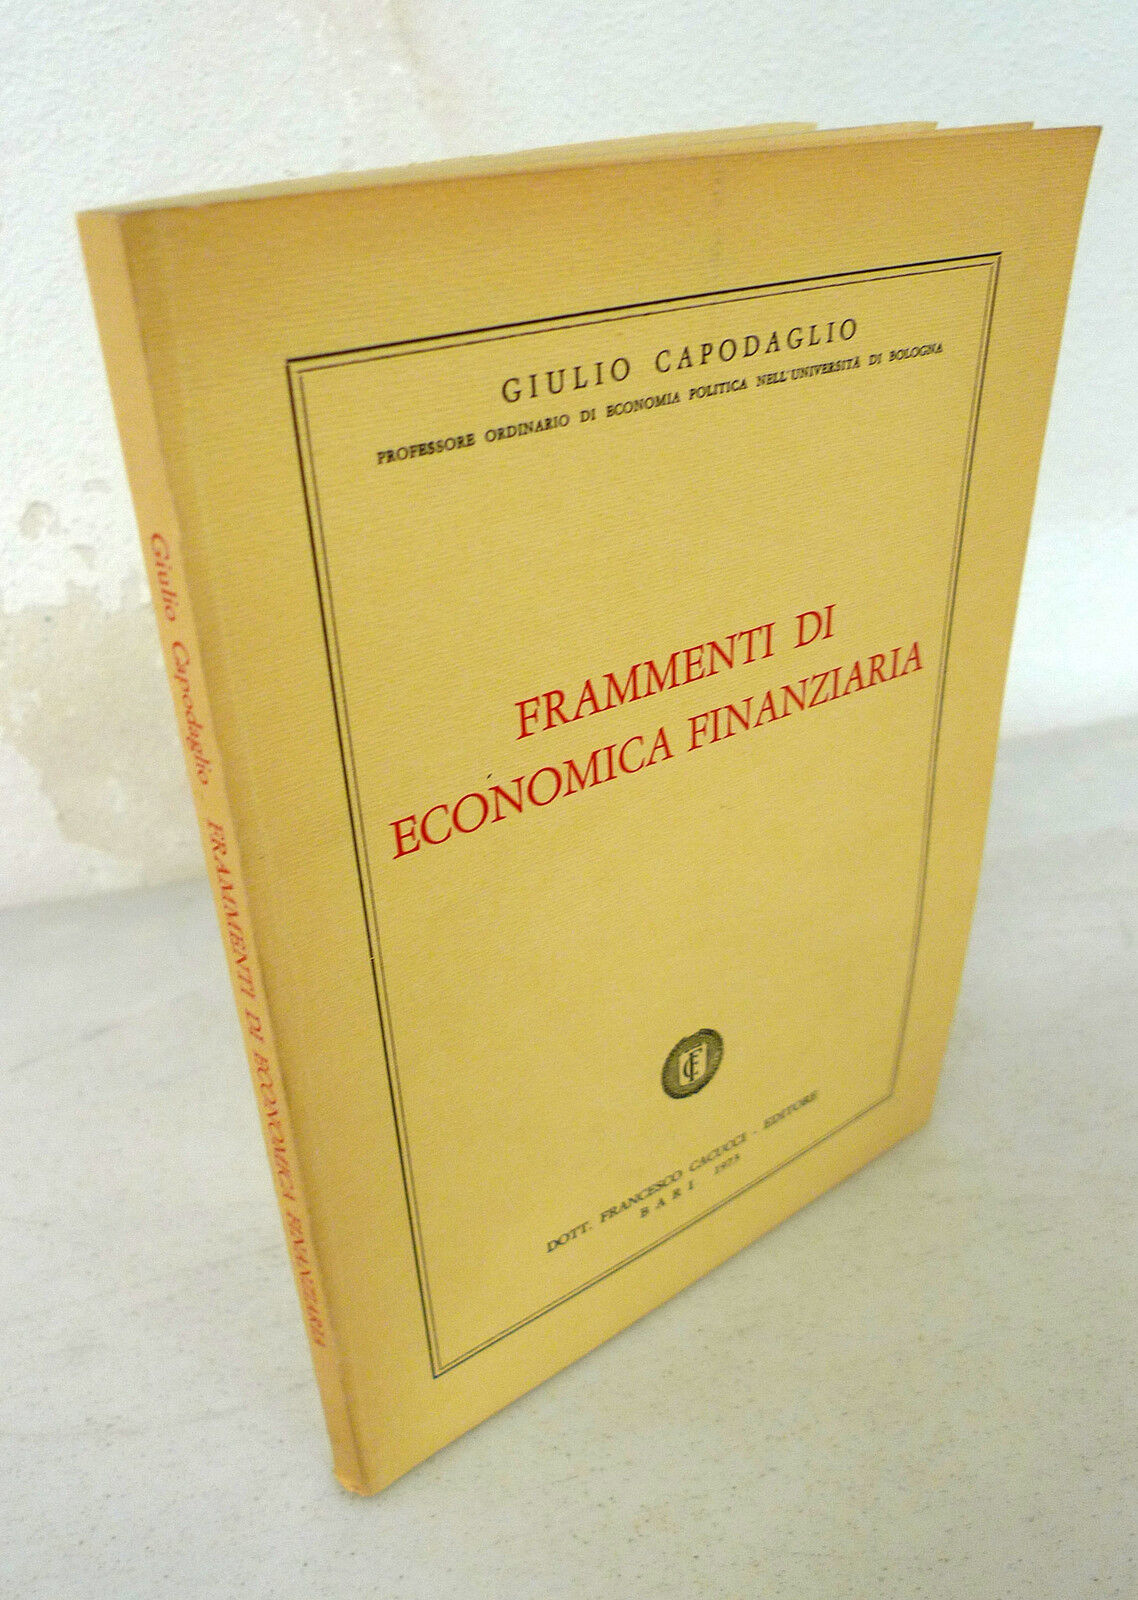 GIULIO CAPODAGLIO
PROFESSORE ORDINARIO DI ECONOMIA POLITICA NELL'UNIVERSITÀ DI BOLOGNA
FRAMMENTI DI
ECONOMICA FINANZIARIA
DOTT. FRANCESCO CACUCCI - EDITORE
BARI 1973
Giulio Capodaglio - FRAMMENTI DI ECONOMICA FINANZIARIA